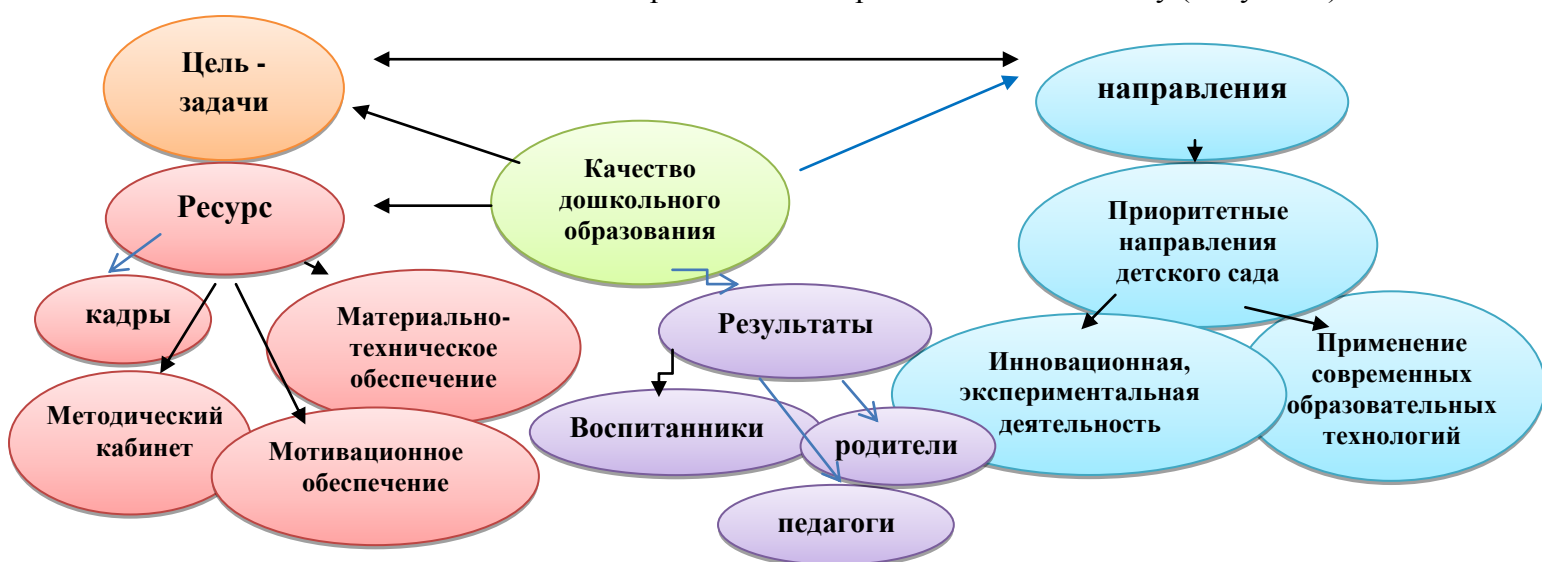 Цель -
задачи
направления
Качество
дошкольного
образования
Ресурс
Приоритетные
направления
детского сада
кадры
Материально-
техническое
обеспечение
Результаты
Инновационная,
экспериментальная
деятельность
Применение
современных
образовательных
технологий
Методический
кабинет
Мотивационное
обеспечение
Воспитанники
родители
педагоги